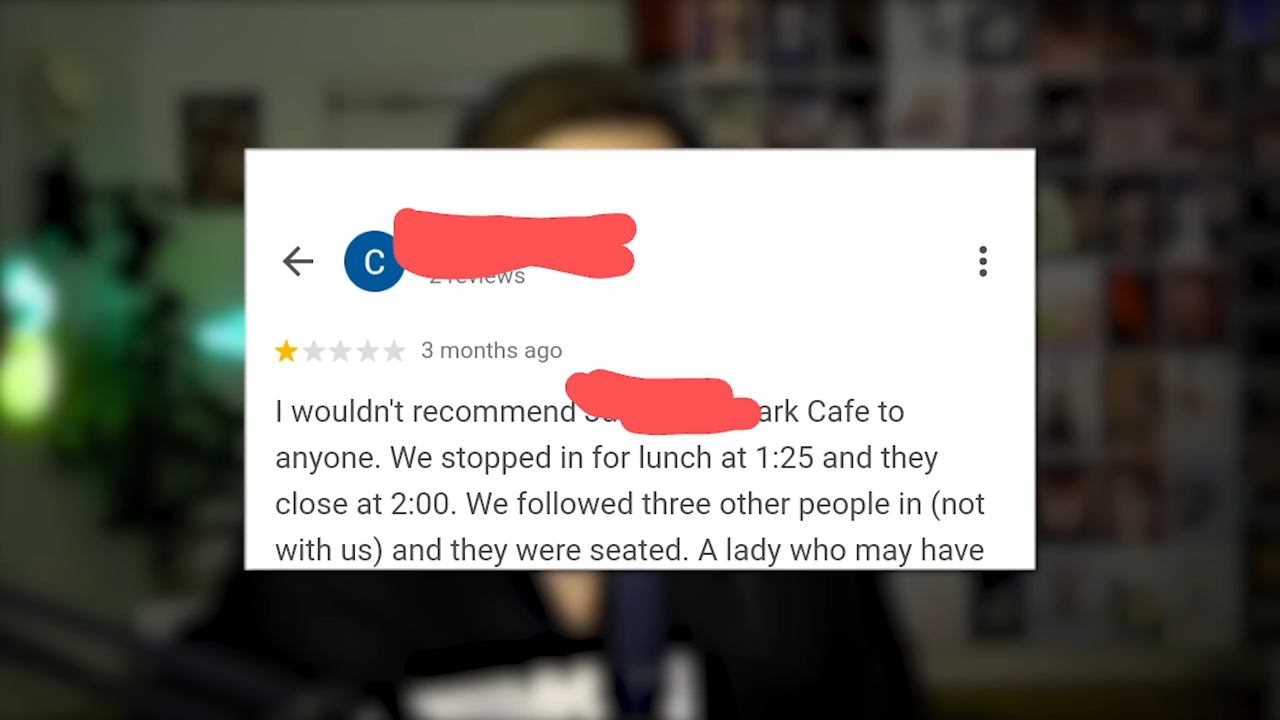 C
2 reviews
3 months ago
I wouldn't recommend Cafe to
anyone. We stopped in for lunch at 1:25 and they
close at 2:00. We followed three other people in (not
with us) and they were seated. A lady who may have